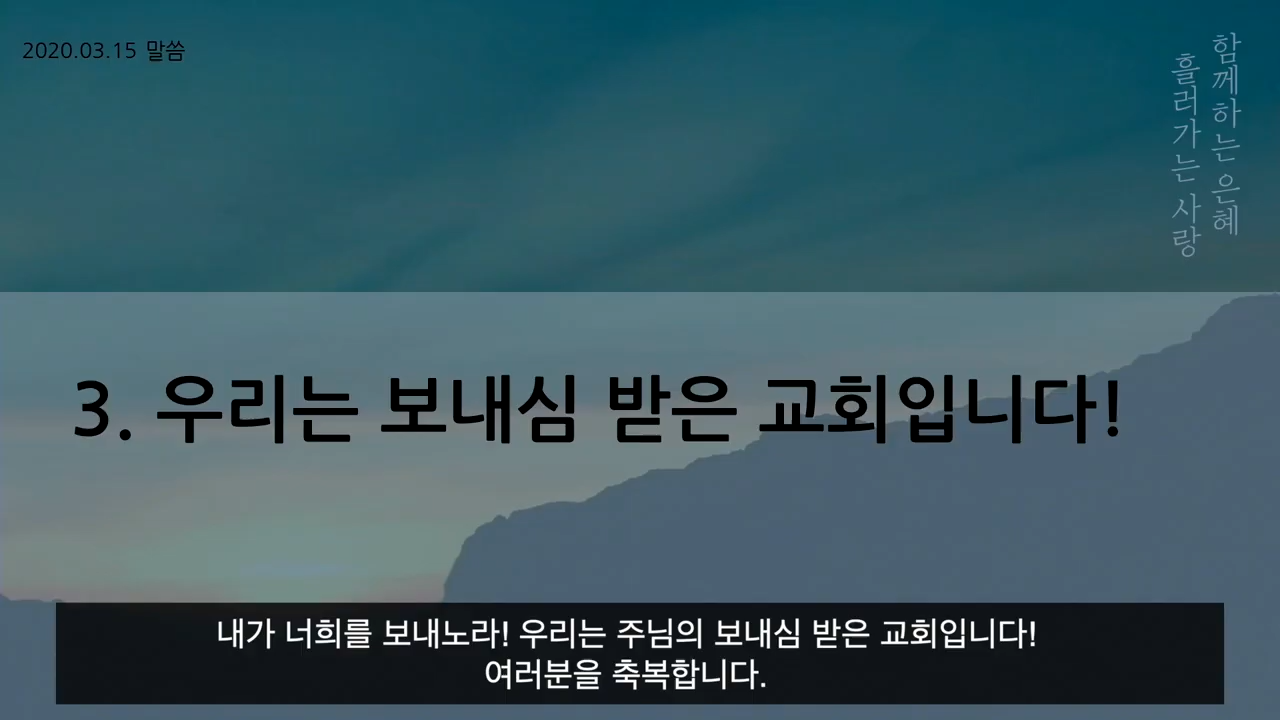 2020.03.15 말씀
함께하는 은혜
흘러가는 사랑
3. 우리는 보내심 받은 교회입니다!
내가 너희를 보내노라! 우리는 주님의 보내심 받은 교회입니다!
여러분을 축복합니다.